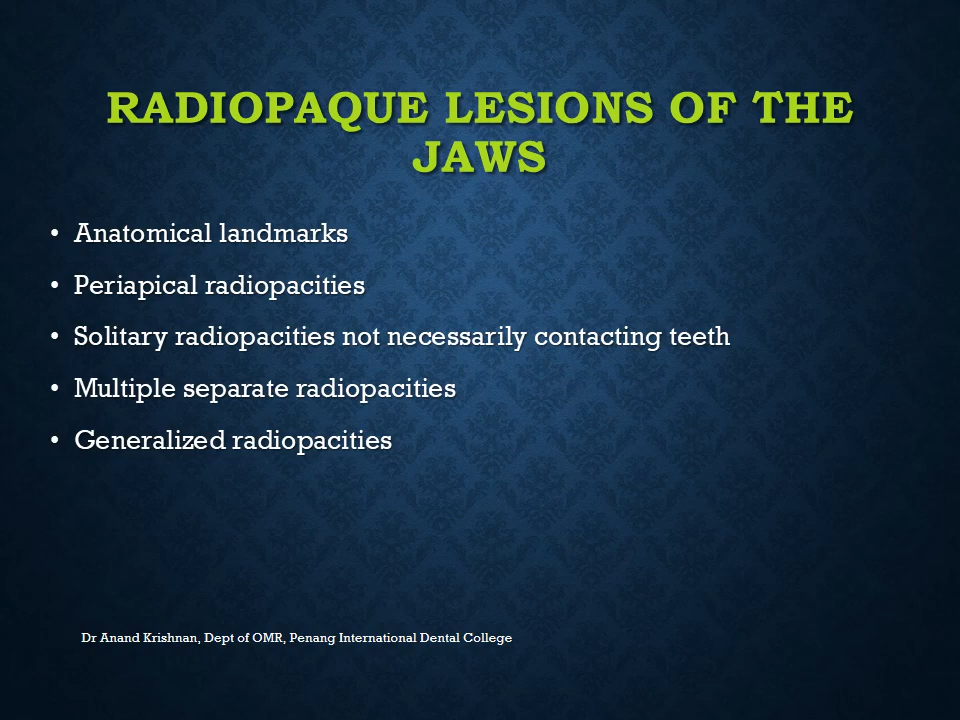 RADIOPAQUE LESIONS OF THE
JAWS
• Anatomical landmarks
• Periapical radiopacities
• Solitary radiopacities not necessarily contacting teeth
• Multiple separate radiopacities
• Generalized radiopacities
Dr Anand Krishnan, Dept of OMR, Penang International Dental College